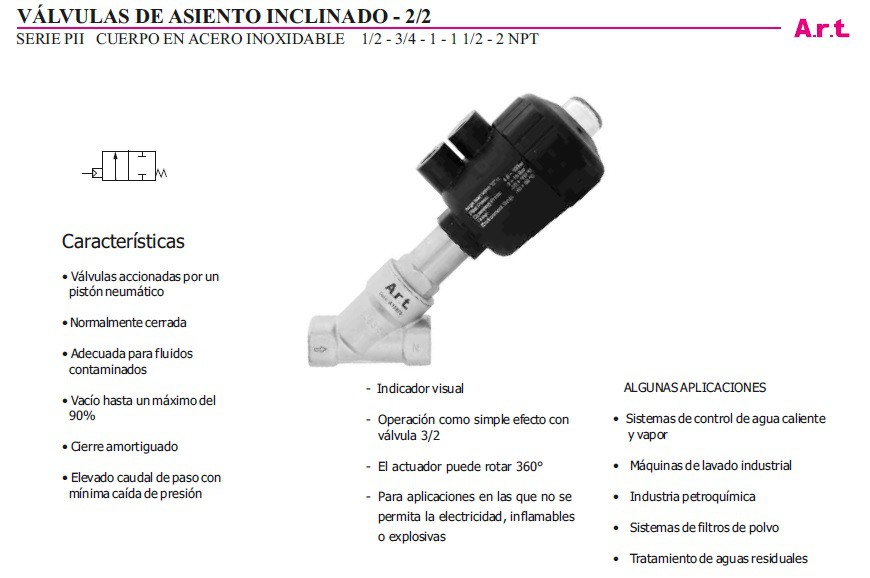 VÁLVULAS DE ASIENTO INCLINADO - 2/2
SERIE PII CUERPO EN ACERO INOXIDABLE 1/2 - 3/4 - 1 - 1 1/2 - 2 NPT
A.r.t.
Características
• Válvulas accionadas por un
pistón neumático
• Normalmente cerrada
• Adecuada para fluidos
contaminados
• Vacío hasta un máximo del
90%
• Cierre amortiguado
• Elevado caudal de paso con
mínima caída de presión
A.r.t.
- Indicador visual
- Operación como simple efecto con
válvula 3/2
- El actuador puede rotar 360°
- Para aplicaciones en las que no se
permita la electricidad, inflamables
o explosivas
ALGUNAS APLICACIONES
• Sistemas de control de agua caliente
y vapor
• Máquinas de lavado industrial
• Industria petroquímica
• Sistemas de filtros de polvo
• Tratamiento de aguas residuales